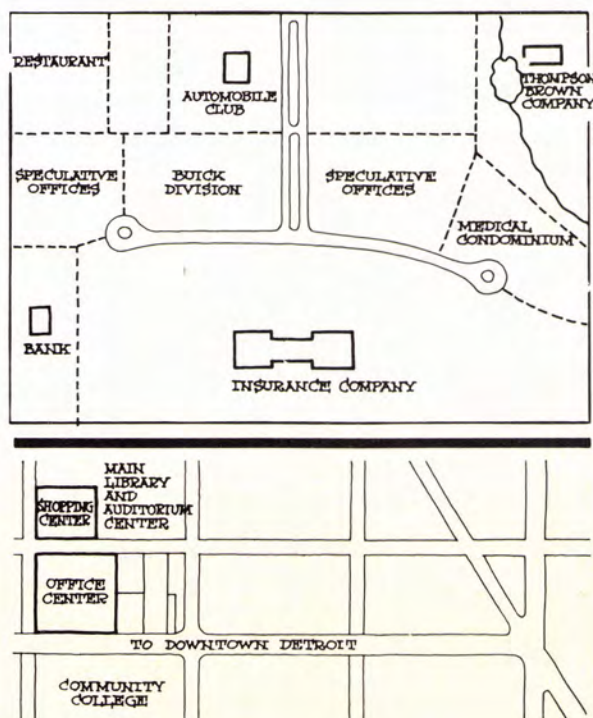 RESTAURANT
AUTOMOBILE
CLUB
THOMPSON
BROWN
COMPANY
SPECULATIVE
OFFICES
BUICK
DIVISION
SPECULATIVE
OFFICES
MEDICAL
CONDOMINIUM
BANK
INSURANCE COMPANY
MAIN
LIBRARY
AND
AUDITORIUM
CENTER
SHOPPING
CENTER
OFFICE
CENTER
TO DOWNTOWN DETROIT
COMMUNITY
COLLEGE